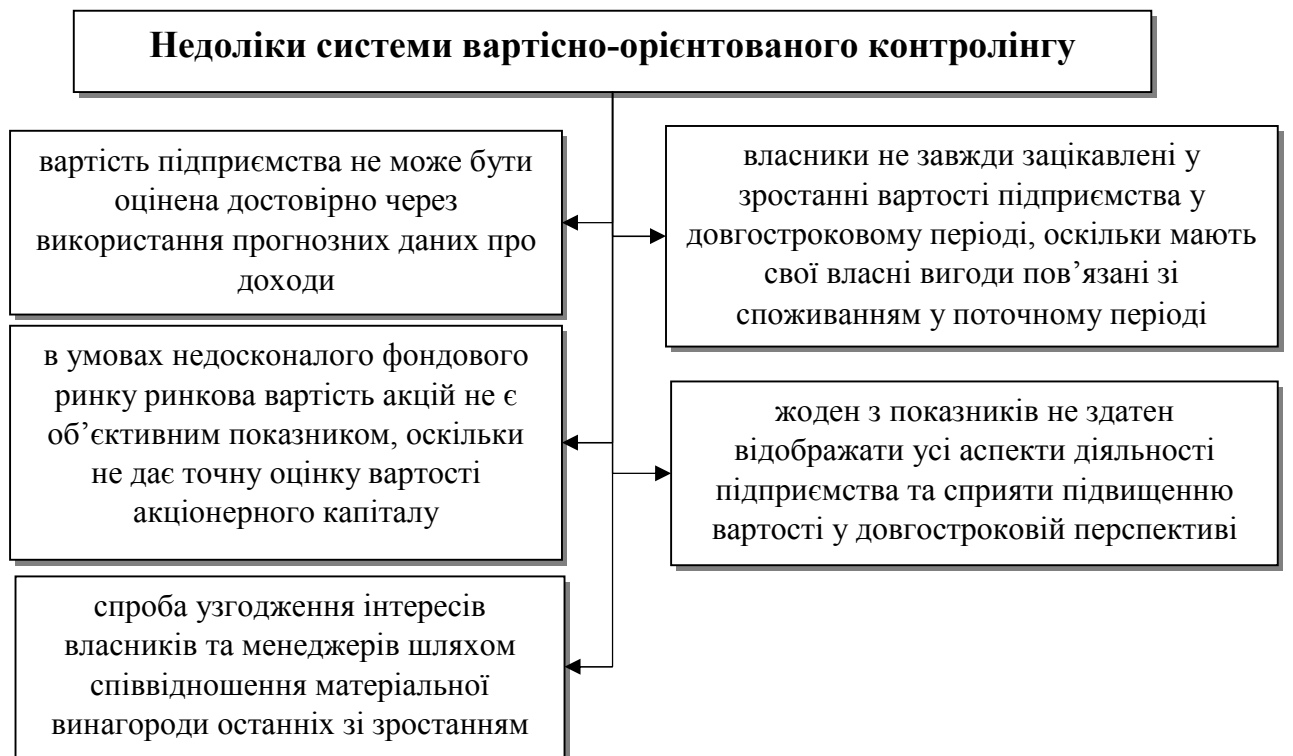 Недоліки системи вартісно-орієнтованого контролінгу
вартість підприємства не може бути
оцінена достовірно через
використання прогнозних даних про
доходи
власники не завжди зацікавлені у
зростанні вартості підприємства у
довгостроковому періоді, оскільки мають
свої власні вигоди пов’язані зі
споживанням у поточному періоді
в умовах недосконалого фондового
ринку ринкова вартість акцій не є
об’єктивним показником, оскільки
не дає точну оцінку вартості
акціонерного капіталу
жоден з показників не здатен
відображати усі аспекти діяльності
підприємства та сприяти підвищенню
вартості у довгостроковій перспективі
спроба узгодження інтересів
власників та менеджерів шляхом
співвідношення матеріальної
винагороди останніх зі зростанням